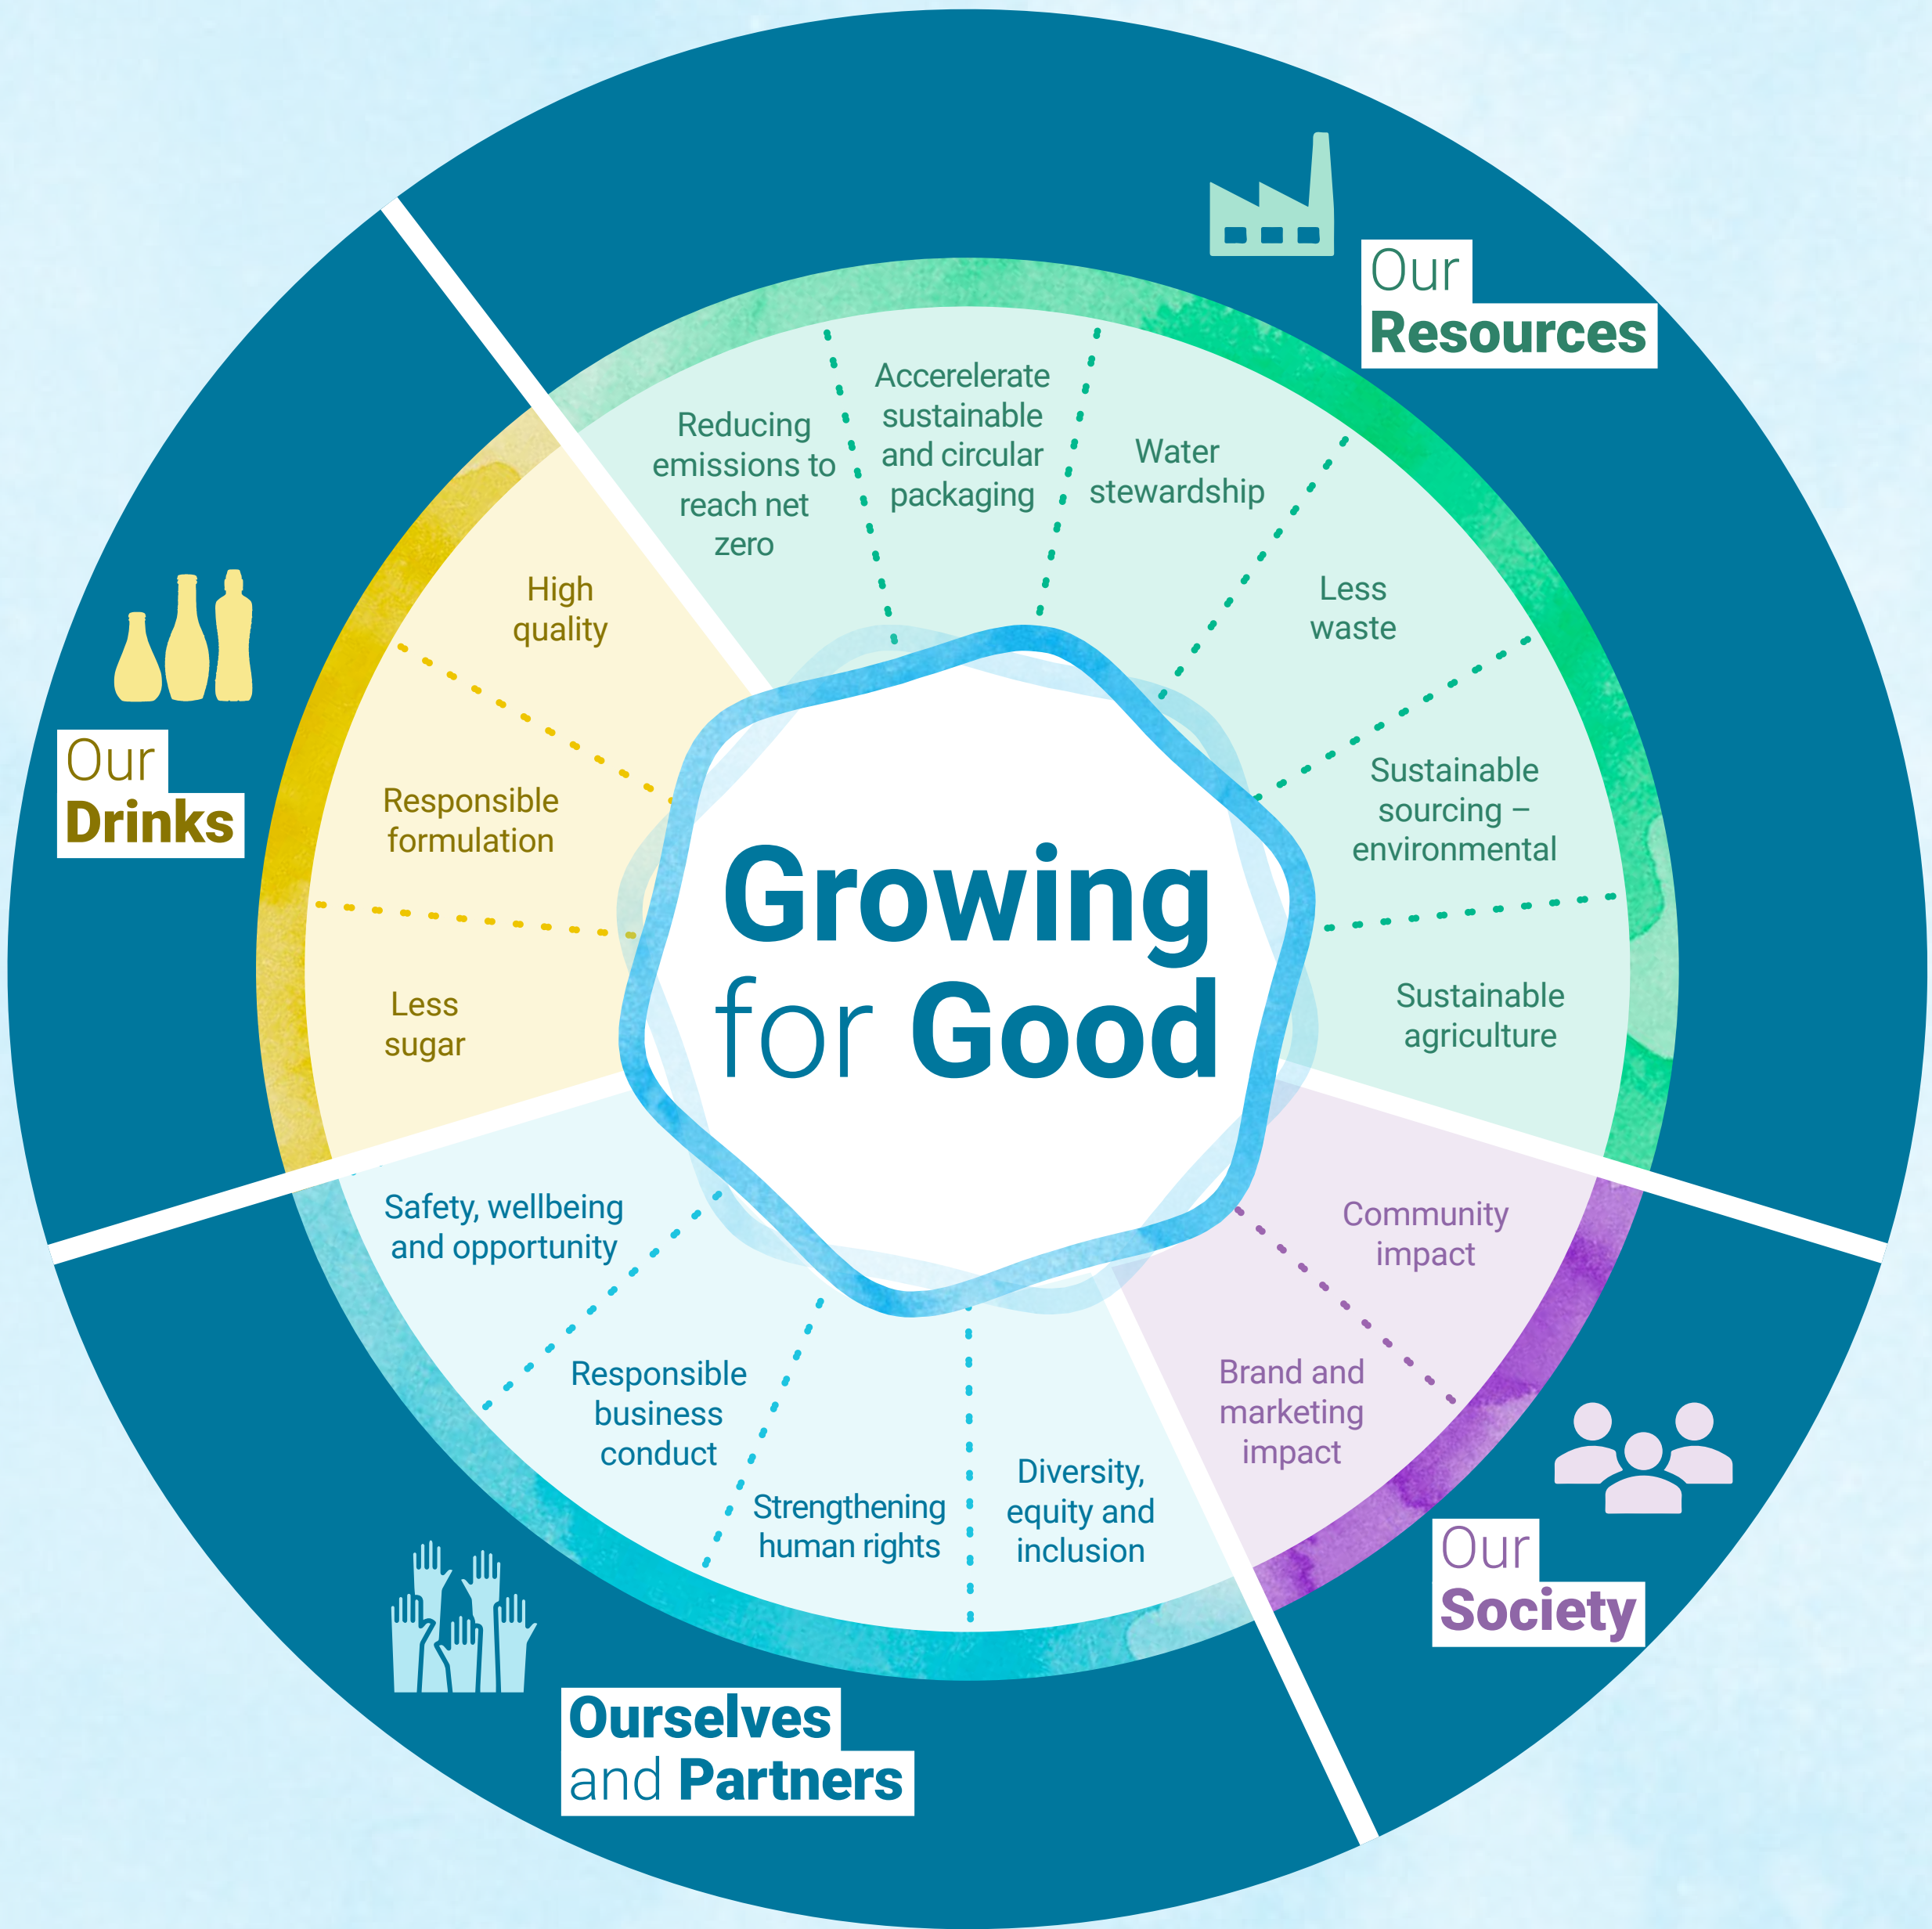 Growing
for Good
Our
Resources
Reducing
emissions to
reach net
zero
Accerelerate
sustainable
and circular
packaging
Water
stewardship
Less
waste
Sustainable
sourcing –
environmental
Sustainable
agriculture
Our
Society
Community
impact
Brand and
marketing
impact
Ourselves
and Partners
Diversity,
equity and
inclusion
Strengthening
human rights
Responsible
business
conduct
Safety, wellbeing
and opportunity
Our
Drinks
Less
sugar
Responsible
formulation
High
quality